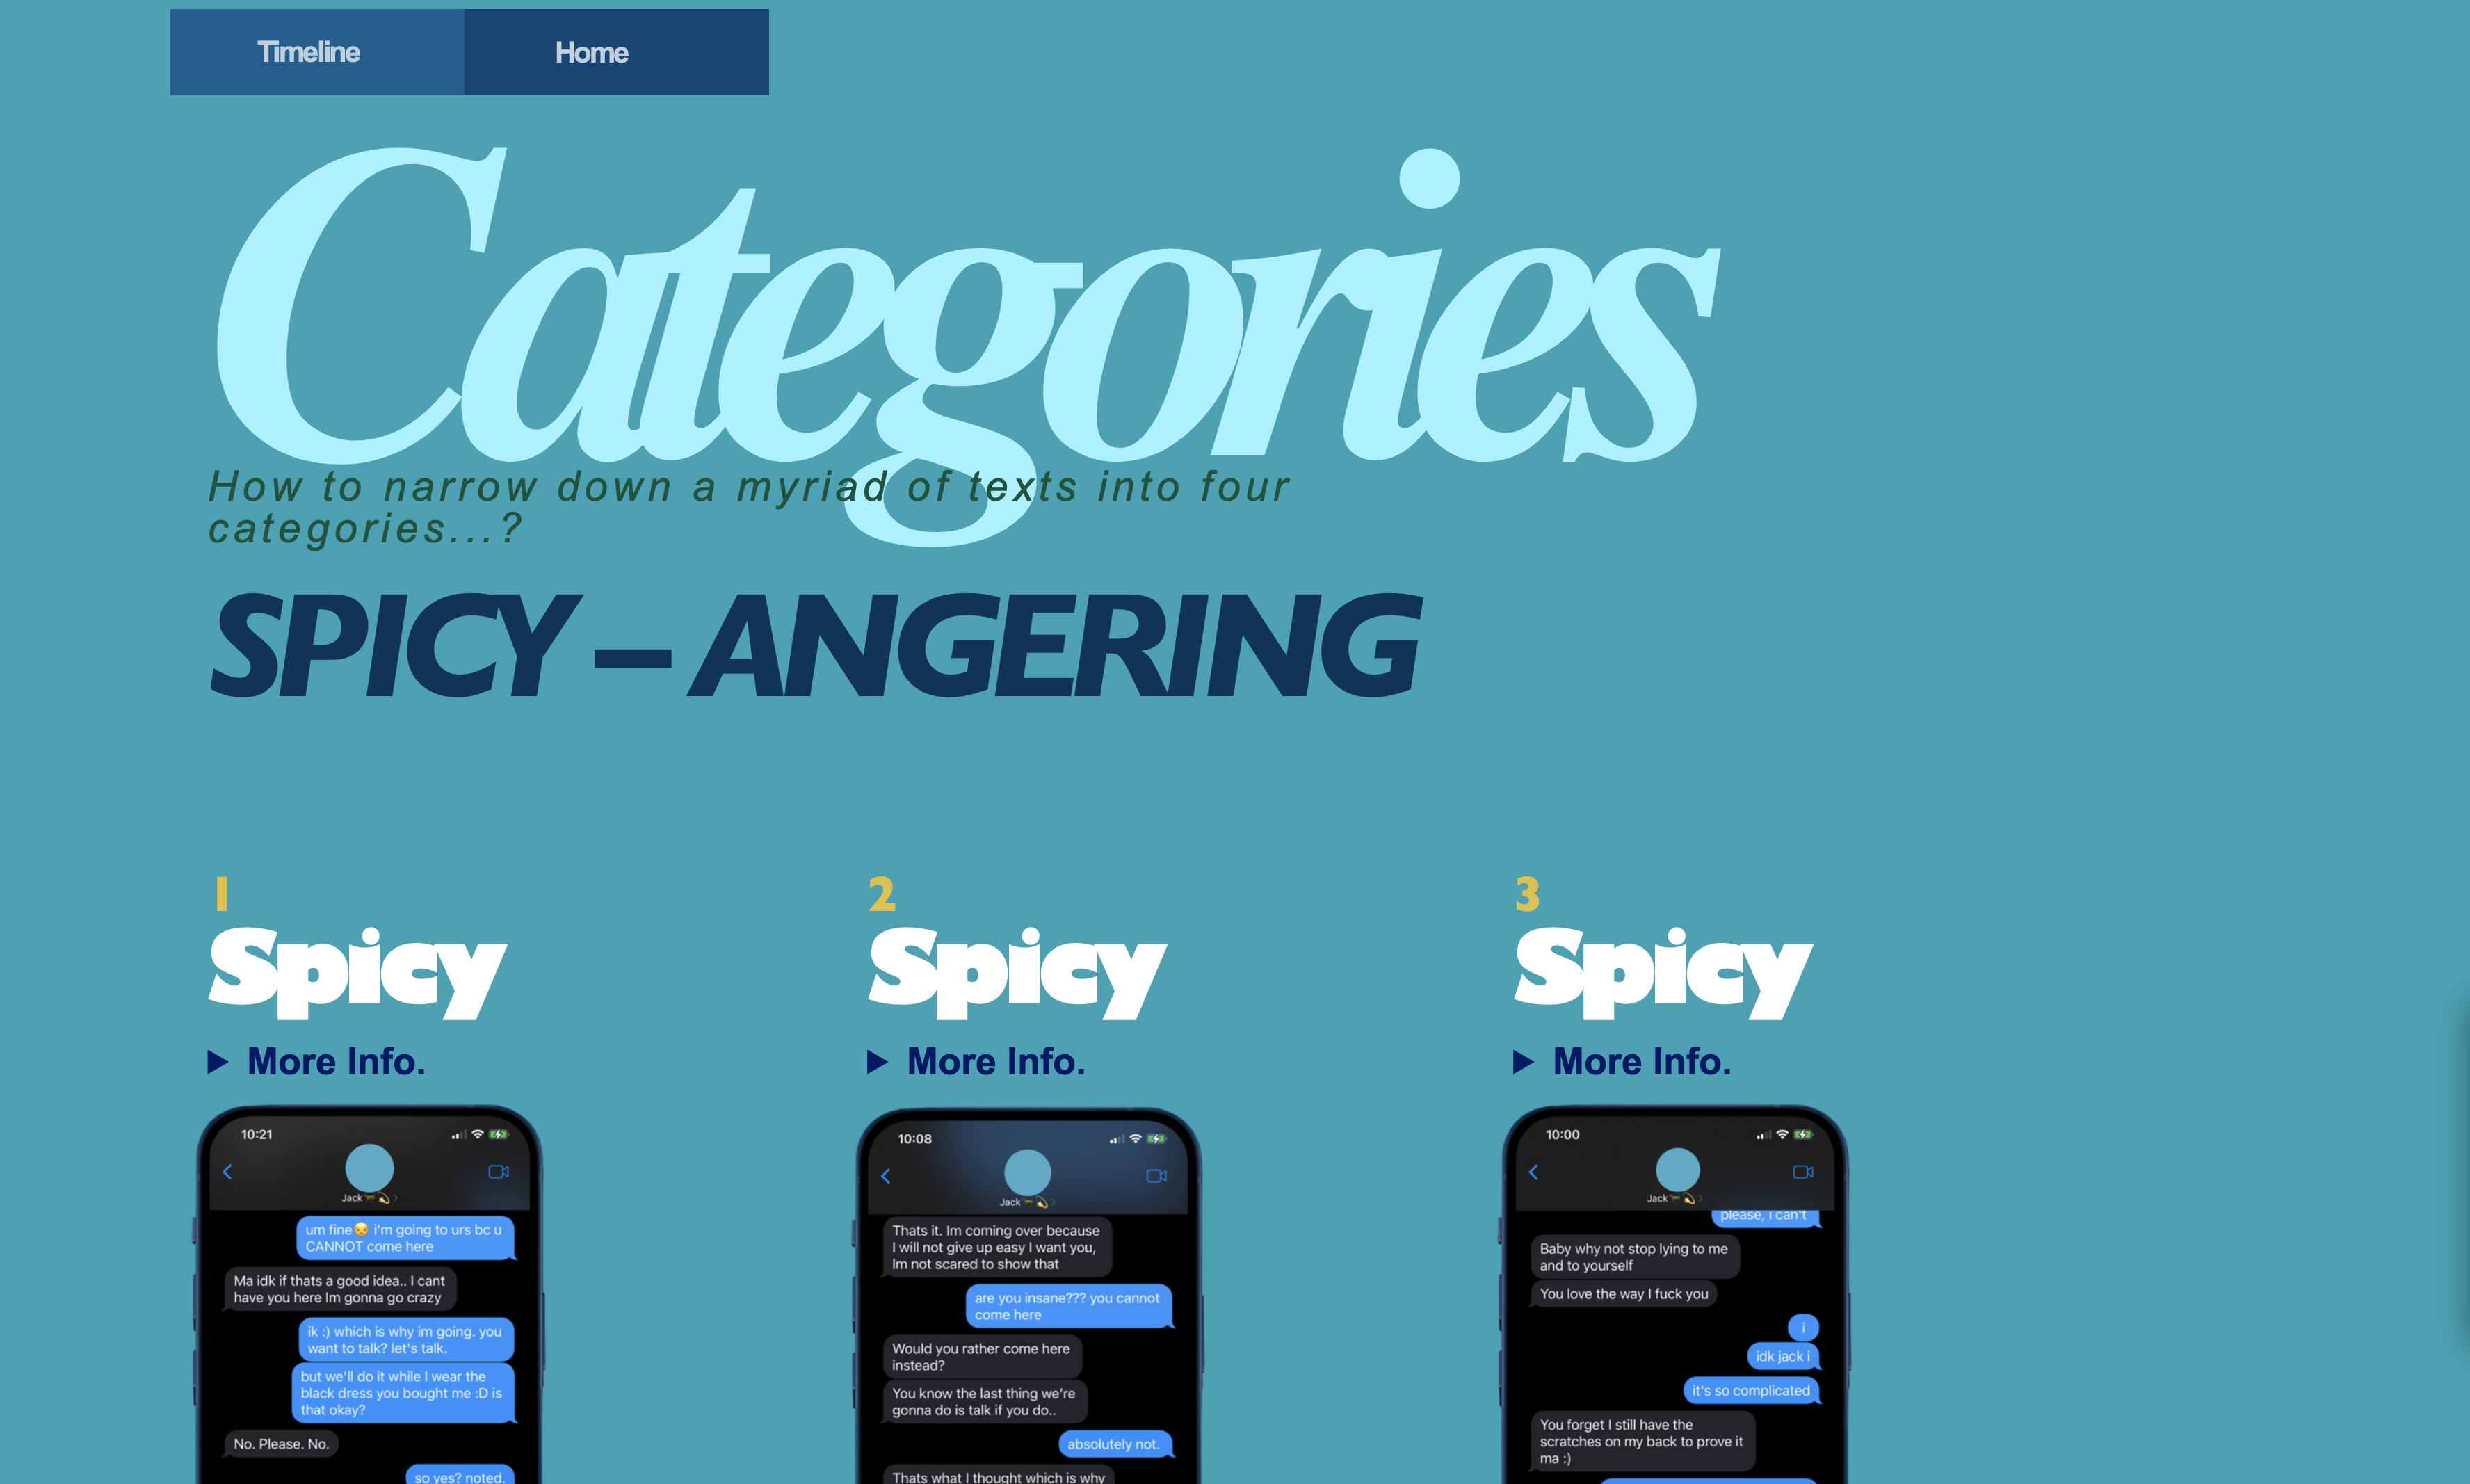 Timeline
Home
Categories
How to narrow down a myriad of texts into four
categories...?
SPICY – ANGERING
1
Spicy
▶ More Info.
10:21
Jack
um fine😔 i'm going to urs bc u
CANNOT come here
Ma idk if thats a good idea.. I cant
have you here Im gonna go crazy
ik :) which is why im going. you
want to talk? let's talk.
but we'll do it while I wear the
black dress you bought me :D is
that okay?
No. Please. No.
so yes? noted.
2
Spicy
▶ More Info.
10:08
Jack
Thats it. Im coming over because
I will not give up easy I want you,
Im not scared to show that
are you insane??? you cannot
come here
Would you rather come here
instead?
You know the last thing we're
gonna do is talk if you do..
absolutely not.
Thats what I thought which is why
3
Spicy
▶ More Info.
10:00
Jack
please, i can't
Baby why not stop lying to me
and to yourself
You love the way I fuck you
i
idk jack i
it's so complicated
You forget I still have the
scratches on my back to prove it
ma :)